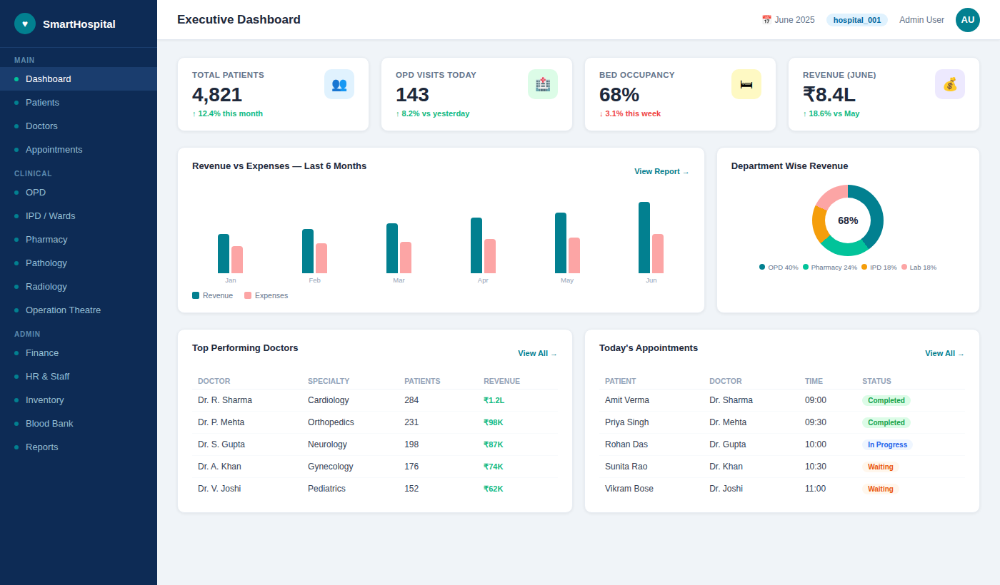 SmartHospital
MAIN
Dashboard
Patients
Doctors
Appointments
CLINICAL
OPD
IPD / Wards
Pharmacy
Pathology
Radiology
Operation Theatre
ADMIN
Finance
HR & Staff
Inventory
Blood Bank
Reports
Executive Dashboard
📅 June 2025 hospital_001 Admin User AU
TOTAL PATIENTS
4,821
↑ 12.4% this month
OPD VISITS TODAY
143
↑ 8.2% vs yesterday
BED OCCUPANCY
68%
↓ 3.1% this week
REVENUE (JUNE)
₹8.4L
↑ 18.6% vs May
Revenue vs Expenses — Last 6 Months
View Report →
Jan Feb Mar Apr May Jun
Revenue Expenses
Department Wise Revenue
68%
OPD 40% Pharmacy 24% IPD 18% Lab 18%
Top Performing Doctors
View All →
DOCTOR SPECIALTY PATIENTS REVENUE
Dr. R. Sharma Cardiology 284 ₹1.2L
Dr. P. Mehta Orthopedics 231 ₹98K
Dr. S. Gupta Neurology 198 ₹87K
Dr. A. Khan Gynecology 176 ₹74K
Dr. V. Joshi Pediatrics 152 ₹62K
Today's Appointments
View All →
PATIENT DOCTOR TIME STATUS
Amit Verma Dr. Sharma 09:00 Completed
Priya Singh Dr. Mehta 09:30 Completed
Rohan Das Dr. Gupta 10:00 In Progress
Sunita Rao Dr. Khan 10:30 Waiting
Vikram Bose Dr. Joshi 11:00 Waiting